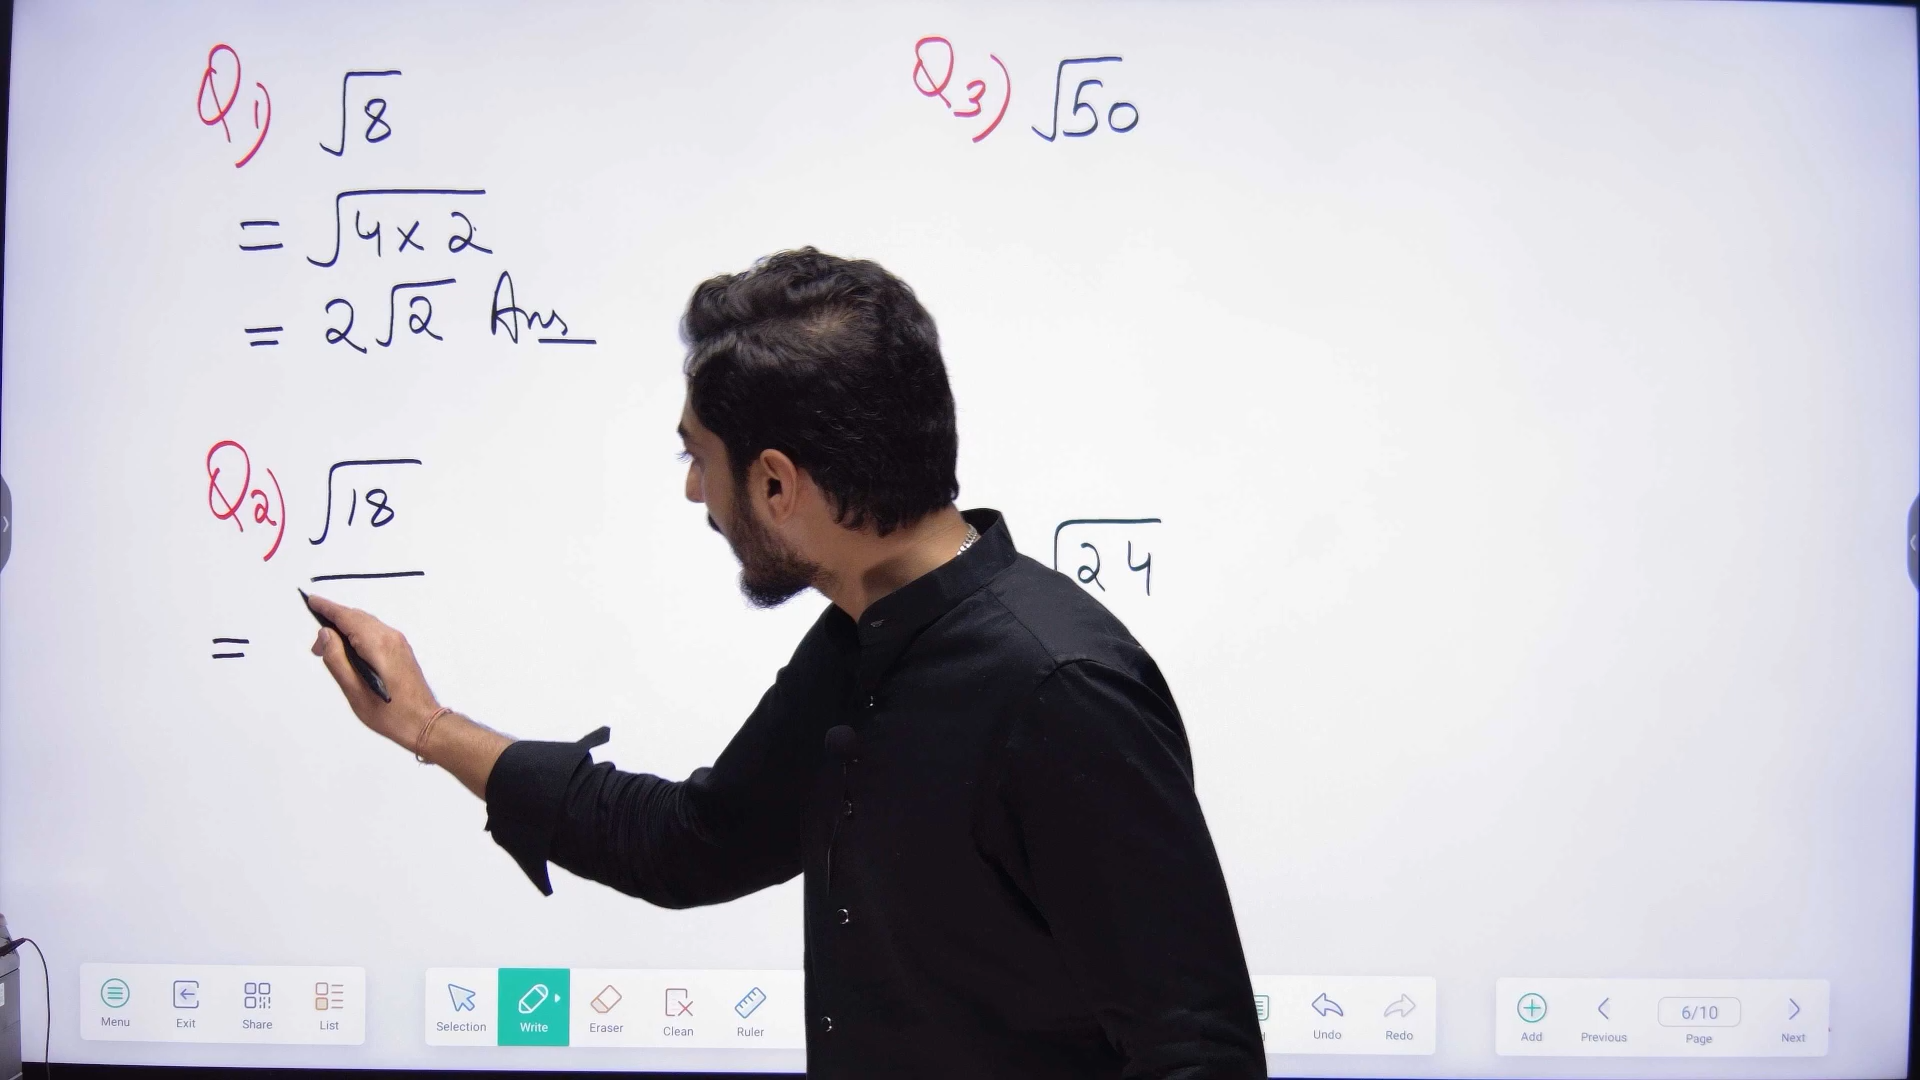 Q1) √8
= √4×2
= 2√2 Ans
Q2) √18
=
Q3) √50
√24
Menu
Exit
Share
List
Selection
Write
Eraser
Clean
Ruler
Undo
Redo
Add
Previous
6/10
Page
Next